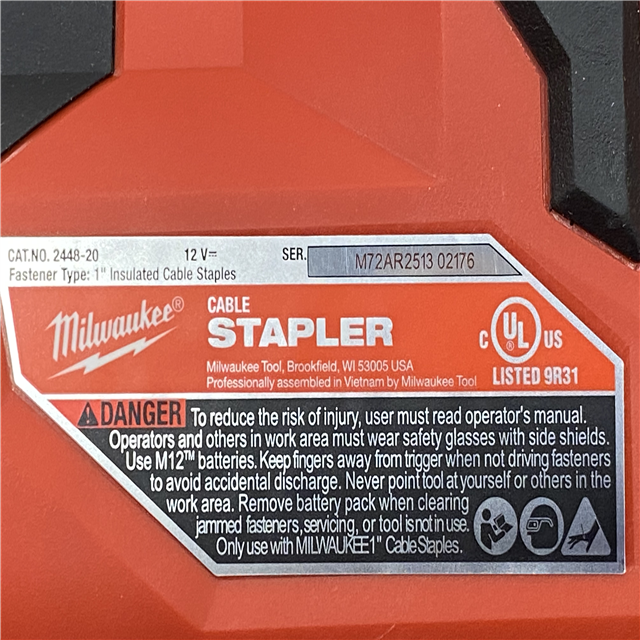 CAT.NO. 2448-20 12 V⎓ SER. M72AR2513 02176
Fastener Type: 1" Insulated Cable Staples
Milwaukee®
CABLE
STAPLER
Milwaukee Tool, Brookfield, WI 53005 USA
Professionally assembled in Vietnam by Milwaukee Tool
C UL® US
LISTED 9R31
DANGER To reduce the risk of injury, user must read operator's manual.
Operators and others in work area must wear safety glasses with side shields.
Use M12™ batteries. Keep fingers away from trigger when not driving fasteners
to avoid accidental discharge. Never point tool at yourself or others in the
work area. Remove battery pack when clearing
jammed fasteners, servicing, or tool is not in use.
Only use with MILWAUKEE 1" Cable Staples.